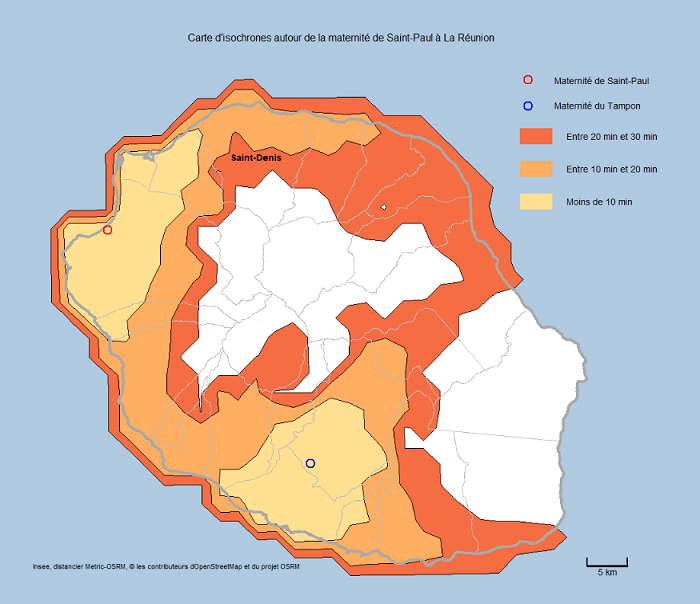 Carte d'isochrones autour de la maternité de Saint-Paul à La Réunion
Maternité de Saint-Paul
Maternité du Tampon
Entre 20 min et 30 min
Saint-Denis
Entre 10 min et 20 min
Moins de 10 min
Insee, distancier Metric-OSRM, © les contributeurs dOpenStreetMap et du projet OSRM
5 km